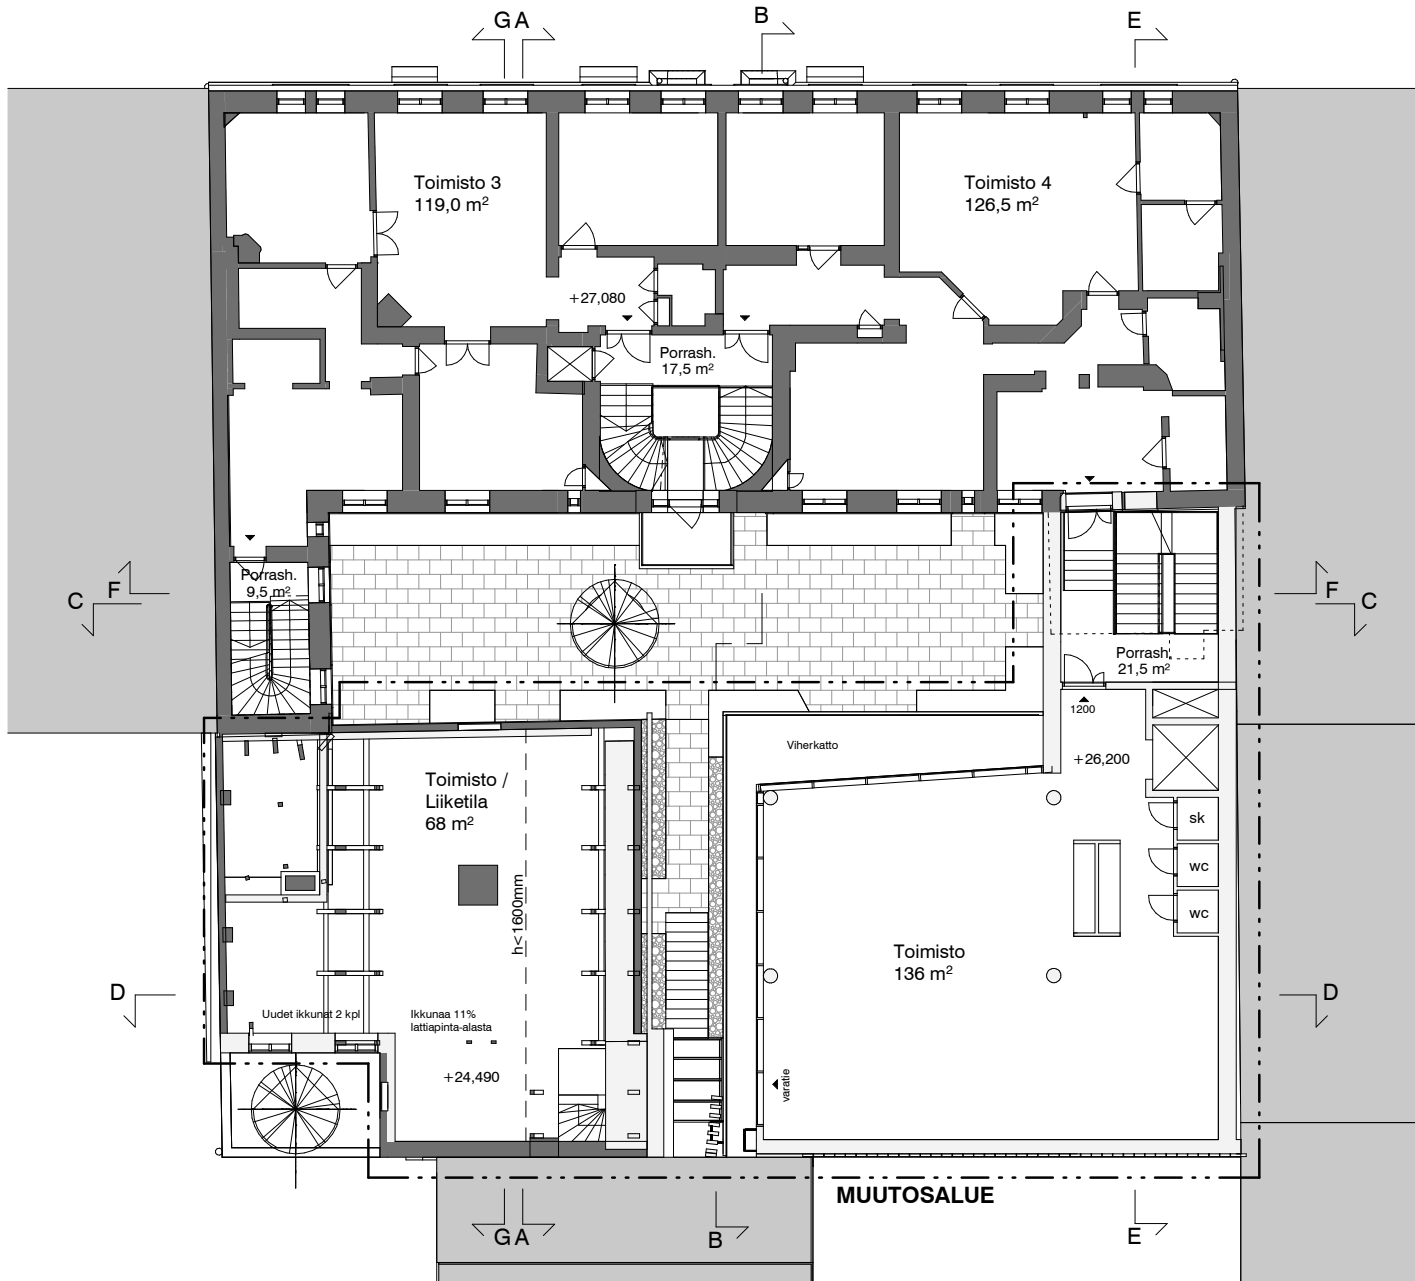 G A
B
E
Toimisto 3
119,0 m²
Toimisto 4
126,5 m²
+27,080
Porrash.
17,5 m²
Porrash.
9,5 m²
F
C
F
C
Porrash.
21,5 m²
1200
Viherkatto
+26,200
Toimisto /
Liiketila
68 m²
sk
wc
wc
h<1600mm
Toimisto
136 m²
D
D
Uudet ikkunat 2 kpl
Ikkunaa 11%
lattiapinta-alasta
+24,490
varatie
MUUTOSALUE
G A
B
E